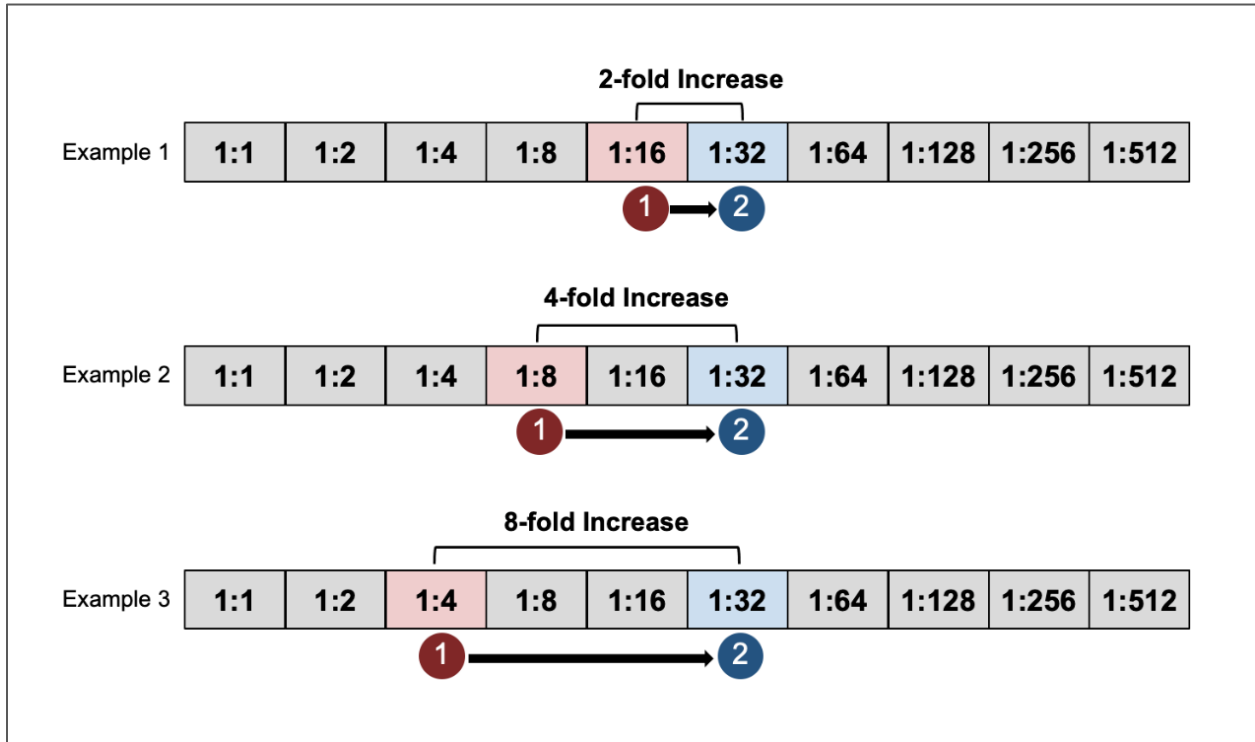 2-fold Increase
Example 1 1:1 1:2 1:4 1:8 1:16 1:32 1:64 1:128 1:256 1:512
1 2
4-fold Increase
Example 2 1:1 1:2 1:4 1:8 1:16 1:32 1:64 1:128 1:256 1:512
1 2
8-fold Increase
Example 3 1:1 1:2 1:4 1:8 1:16 1:32 1:64 1:128 1:256 1:512
1 2